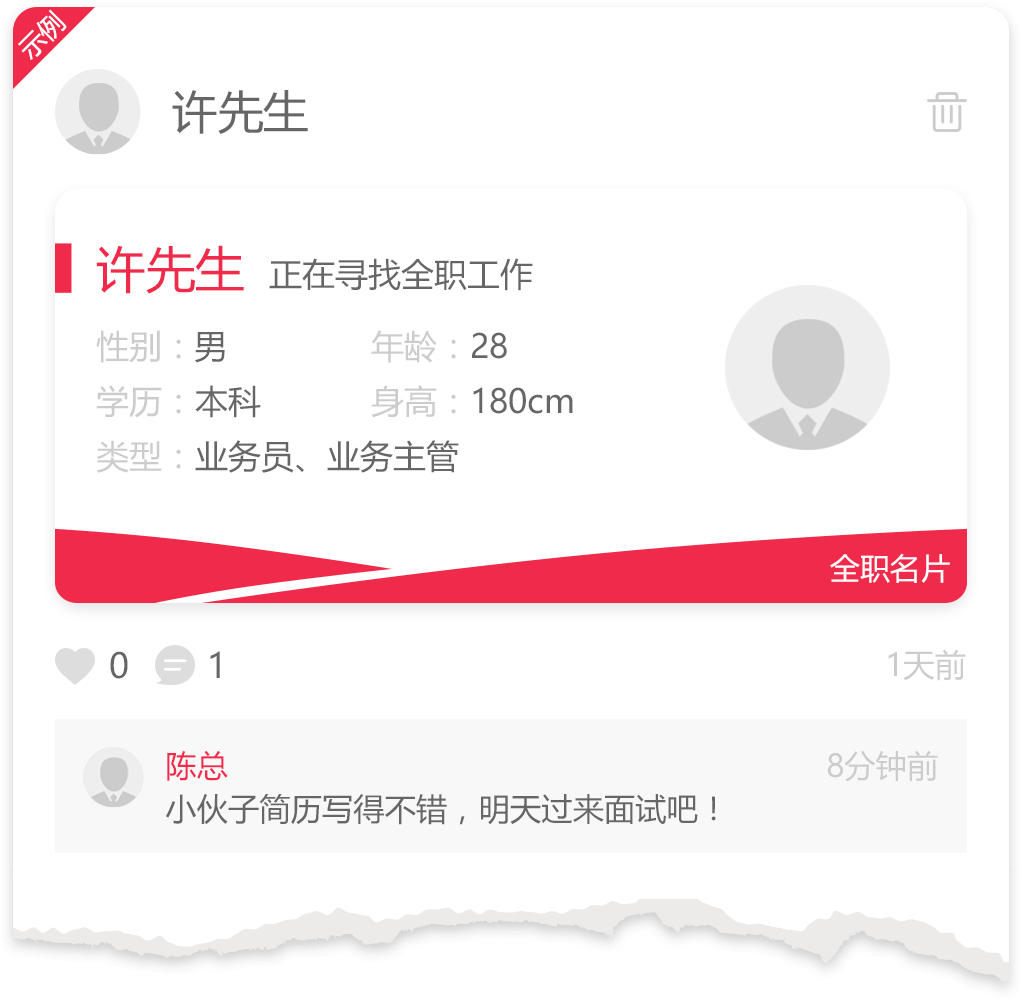 示例
许先生
许先生 正在寻找全职工作
性别：男 年龄：28
学历：本科 身高：180cm
类型：业务员、业务主管
全职名片
0 1 1天前
陈总 8分钟前
小伙子简历写得不错，明天过来面试吧！